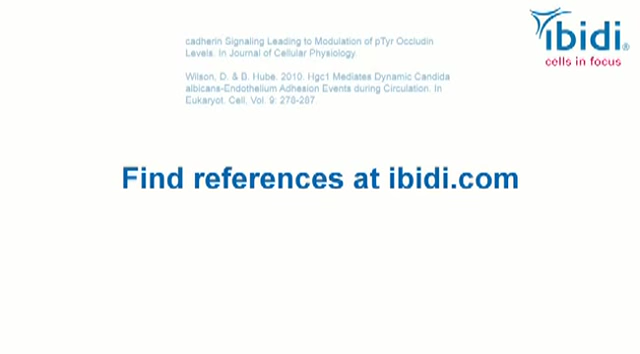 cadherin Signaling Leading to Modulation of pTyr Occludin
Levels. In Journal of Cellular Physiology.
Wilson, D. & B. Hube. 2010. Hgc1 Mediates Dynamic Candida
albicans-Endothelium Adhesion Events during Circulation. In
Eukaryot. Cell, Vol. 9: 278-287.
ibidi®
cells in focus
Find references at ibidi.com